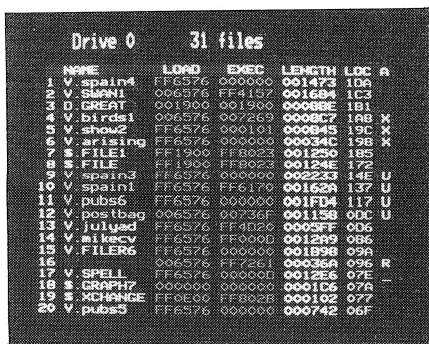 Drive 0 31 files
NAME LOAD EXEC LENGTH LOC A
1 V.spain4 FF6576 000000 001473 1DA
2 V.SWAN1 006576 FF4157 001684 1C3
3 D.GREAT 001900 001900 0008BE 1B1
4 V.birds1 006576 007269 0008C7 1A8 X
5 V.show2 FF6576 000101 000845 19C X
6 V.arising FF6576 000000 00034C 198 X
7 $.FILE1 FF1900 FF8023 001250 185
8 $.FILE FF1900 FF8023 00124E 172
9 V.spain3 FF6576 000000 002233 14E U
10 V.spain1 FF6576 FF6170 00162A 137 U
11 V.pubs6 FF6576 000000 001FD4 117 U
12 V.postbag 006576 00736F 001158 0DC U
13 V.julyad FF6576 FF4D20 0005FF 0D6
14 V.mikecv FF6576 FF000D 0012A9 0B6
15 V.FILER6 FF6576 000000 001B98 09A
16 006576 FF7261 00036A 096 R
17 V.SPELL FF6576 00000D 0012E6 07E _
18 $.GRAPH7 000000 00000D 0001C6 07A
19 $.XCHANGE FF0E00 FF802B 000102 077
20 V.pubs5 FF6576 00000D 000742 06F